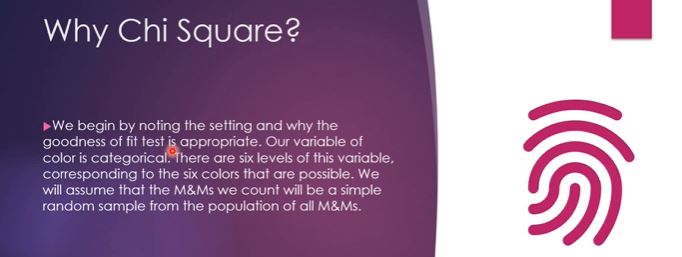 Why Chi Square?
We begin by noting the setting and why the
goodness of fit test is appropriate. Our variable of
color is categorical. There are six levels of this variable,
corresponding to the six colors that are possible. We
will assume that the M&Ms we count will be a simple
random sample from the population of all M&Ms.